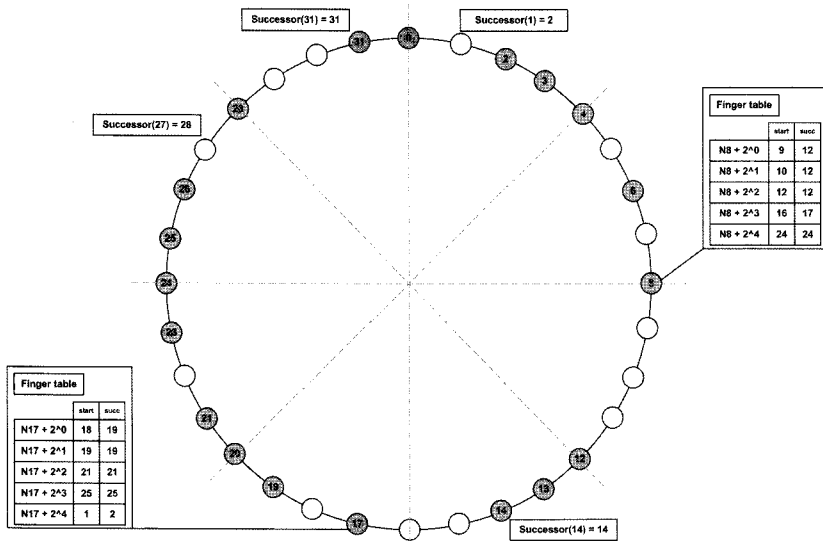 Successor(31) = 31
Successor(1) = 2
31
0
2
3
4
6
8
12
13
14
17
19
20
21
23
24
25
26
28
Successor(27) = 28
Finger table
start succ
N8 + 2^0 9 12
N8 + 2^1 10 12
N8 + 2^2 12 12
N8 + 2^3 16 17
N8 + 2^4 24 24
Finger table
start succ
N17 + 2^0 18 19
N17 + 2^1 19 19
N17 + 2^2 21 21
N17 + 2^3 25 25
N17 + 2^4 1 2
Successor(14) = 14